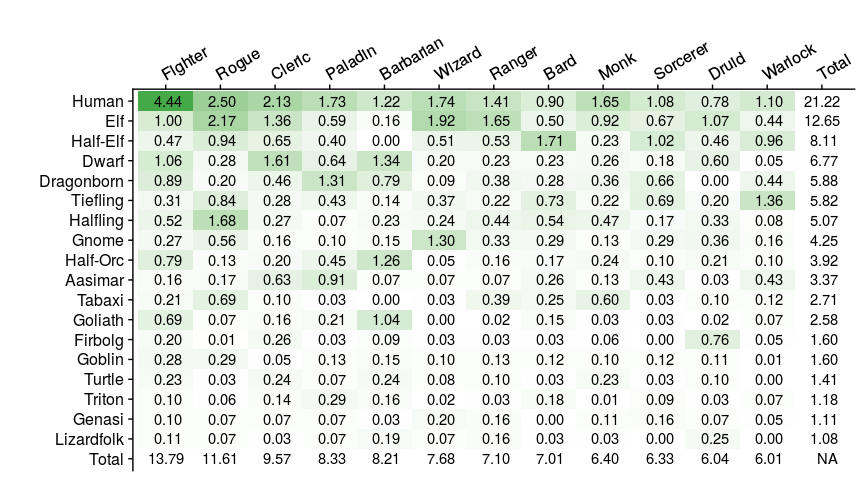 Fighter Rogue Cleric Paladin Barbarian Wizard Ranger Bard Monk Sorcerer Druid Warlock Total
Human 4.44 2.50 2.13 1.73 1.22 1.74 1.41 0.90 1.65 1.08 0.78 1.10 21.22
Elf 1.00 2.17 1.36 0.59 0.16 1.92 1.65 0.50 0.92 0.67 1.07 0.44 12.65
Half-Elf 0.47 0.94 0.65 0.40 0.00 0.51 0.53 1.71 0.23 1.02 0.46 0.96 8.11
Dwarf 1.06 0.28 1.61 0.64 1.34 0.20 0.23 0.23 0.26 0.18 0.60 0.05 6.77
Dragonborn 0.89 0.20 0.46 1.31 0.79 0.09 0.38 0.28 0.36 0.66 0.00 0.44 5.88
Tiefling 0.31 0.84 0.28 0.43 0.14 0.37 0.22 0.73 0.22 0.69 0.20 1.36 5.82
Halfling 0.52 1.68 0.27 0.07 0.23 0.24 0.44 0.54 0.47 0.17 0.33 0.08 5.07
Gnome 0.27 0.56 0.16 0.10 0.15 1.30 0.33 0.29 0.13 0.29 0.36 0.16 4.25
Half-Orc 0.79 0.13 0.20 0.45 1.26 0.05 0.16 0.17 0.24 0.10 0.21 0.10 3.92
Aasimar 0.16 0.17 0.63 0.91 0.07 0.07 0.07 0.26 0.13 0.43 0.03 0.43 3.37
Tabaxi 0.21 0.69 0.10 0.03 0.00 0.03 0.39 0.25 0.60 0.03 0.10 0.12 2.71
Goliath 0.69 0.07 0.16 0.21 1.04 0.00 0.02 0.15 0.03 0.03 0.02 0.07 2.58
Firbolg 0.20 0.01 0.26 0.03 0.09 0.03 0.03 0.03 0.06 0.00 0.76 0.05 1.60
Goblin 0.28 0.29 0.05 0.13 0.15 0.10 0.13 0.12 0.10 0.12 0.11 0.01 1.60
Turtle 0.23 0.03 0.24 0.07 0.24 0.08 0.10 0.03 0.23 0.03 0.10 0.00 1.41
Triton 0.10 0.06 0.14 0.29 0.16 0.02 0.03 0.18 0.01 0.09 0.03 0.07 1.18
Genasi 0.10 0.07 0.07 0.07 0.03 0.20 0.16 0.00 0.11 0.16 0.07 0.05 1.11
Lizardfolk 0.11 0.07 0.03 0.07 0.19 0.07 0.16 0.03 0.03 0.00 0.25 0.00 1.08
Total 13.79 11.61 9.57 8.33 8.21 7.68 7.10 7.01 6.40 6.33 6.04 6.01 NA